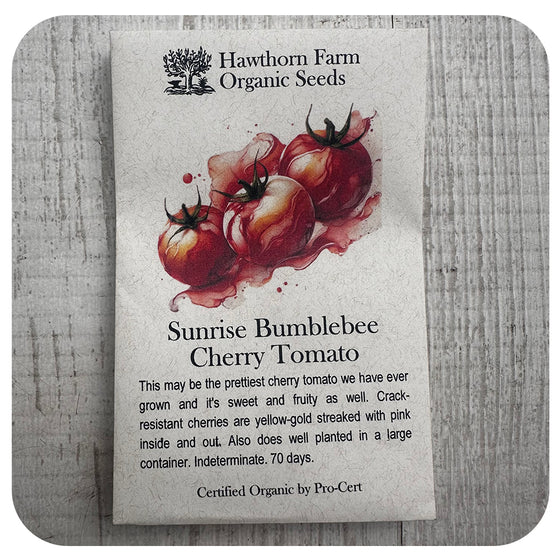 Hawthorn Farm
Organic Seeds
Sunrise Bumblebee
Cherry Tomato
This may be the prettiest cherry tomato we have ever
grown and it's sweet and fruity as well. Crack-
resistant cherries are yellow-gold streaked with pink
inside and out. Also does well planted in a large
container. Indeterminate. 70 days.
Certified Organic by Pro-Cert